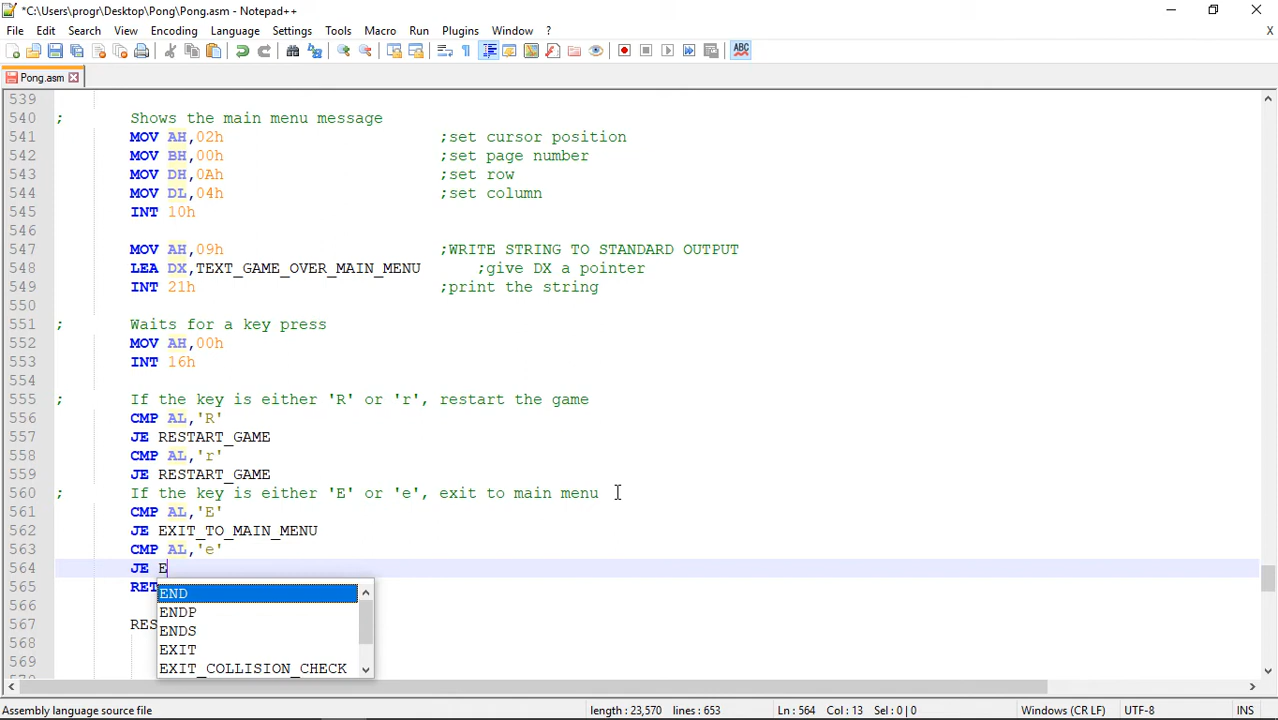 *C:\Users\progr\Desktop\Pong\Pong.asm - Notepad++
File Edit Search View Encoding Language Settings Tools Macro Run Plugins Window ? X
ABC
Pong.asm
539
540 ; Shows the main menu message
541 MOV AH,02h ;set cursor position
542 MOV BH,00h ;set page number
543 MOV DH,0Ah ;set row
544 MOV DL,04h ;set column
545 INT 10h
546
547 MOV AH,09h ;WRITE STRING TO STANDARD OUTPUT
548 LEA DX,TEXT_GAME_OVER_MAIN_MENU ;give DX a pointer
549 INT 21h ;print the string
550
551 ; Waits for a key press
552 MOV AH,00h
553 INT 16h
554
555 ; If the key is either 'R' or 'r', restart the game
556 CMP AL,'R'
557 JE RESTART_GAME
558 CMP AL,'r'
559 JE RESTART_GAME
560 ; If the key is either 'E' or 'e', exit to main menu
561 CMP AL,'E'
562 JE EXIT_TO_MAIN_MENU
563 CMP AL,'e'
564 JE E
565 RET
END
566
ENDP
567 RES
ENDS
568
EXIT
569
EXIT_COLLISION_CHECK
Assembly language source file length : 23,570 lines : 653 Ln : 564 Col : 13 Sel : 0 | 0 Windows (CR LF) UTF-8 INS